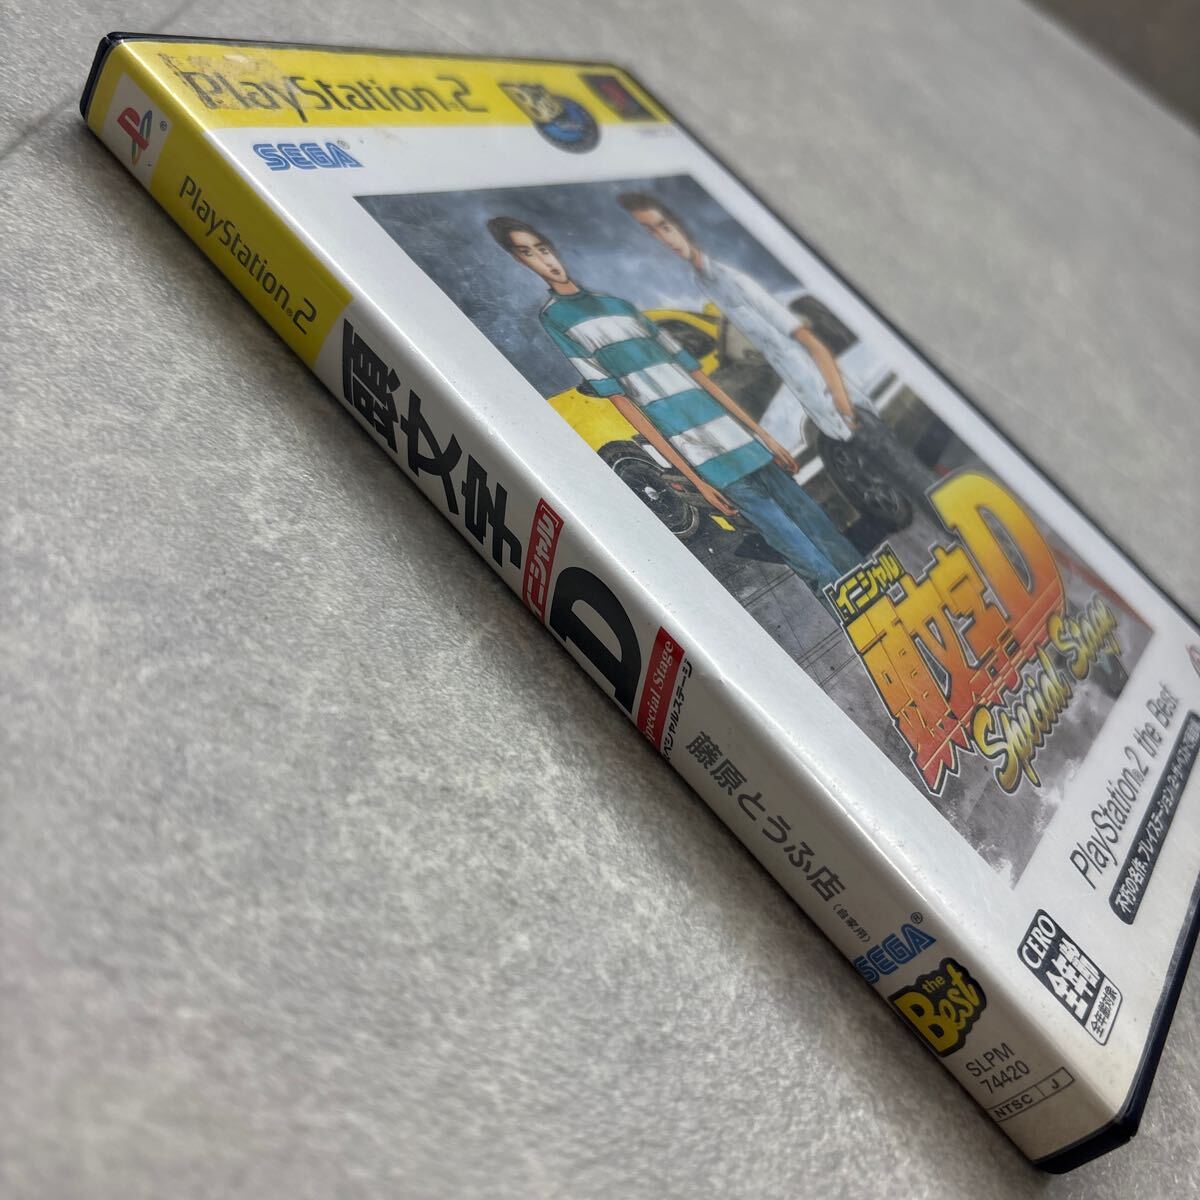 PlayStation®2
SEGA®
イニシャル
頭文字D
Special Stage
PlayStation®2 the Best
CERO
全年齢
全年齢対象
PlayStation®2
頭文字
[イニシャル]
D
Special Stage
スペシャルステージ
藤原とうふ店
(自家用)
SEGA®
the
Best
SLPM
74420
NTSC J